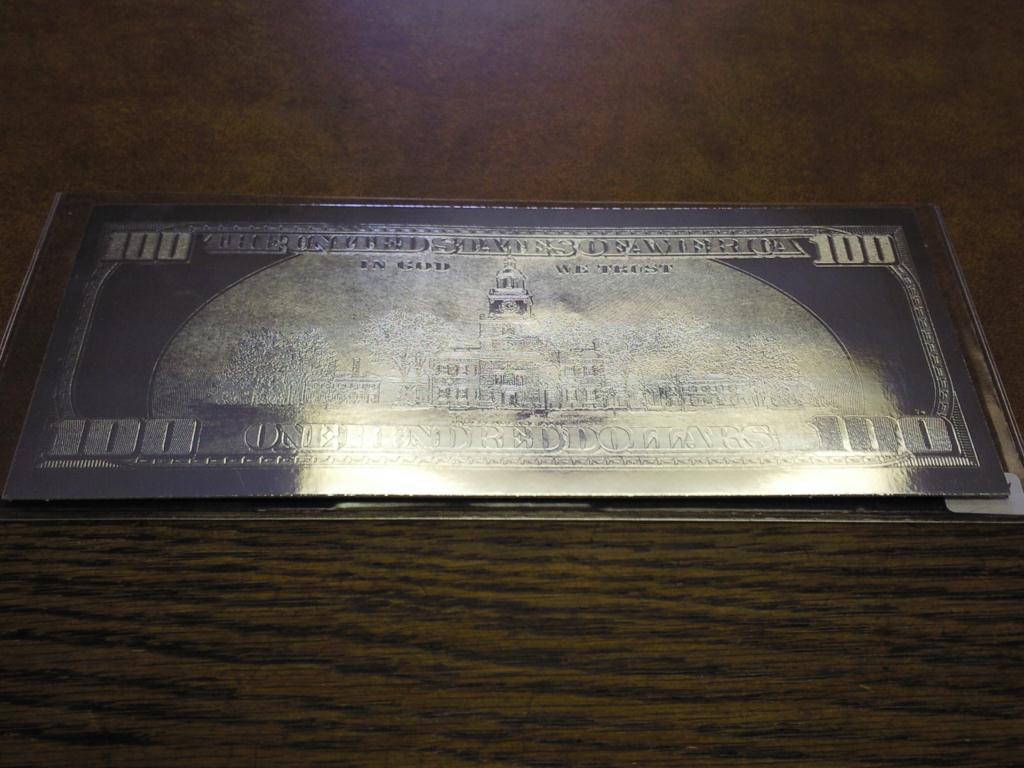 100 THE UNITED STATES OF AMERICA 100
IN GOD WE TRUST
100 ONE HUNDRED DOLLARS 100